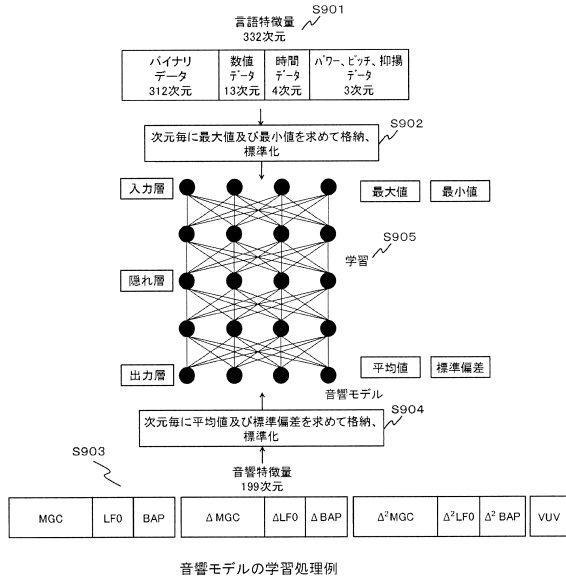 S901
言語特徴量
332次元
バイナリ
データ
312次元
数値
データ
13次元
時間
データ
4次元
パワー、ピッチ、抑揚
データ
3次元
S902
次元毎に最大値及び最小値を求めて格納、
標準化
入力層
最大値
最小値
S905
学習
隠れ層
出力層
平均値
標準偏差
音響モデル
S904
次元毎に平均値及び標準偏差を求めて格納、
標準化
S903
音響特徴量
199次元
MGC
LF0
BAP
Δ MGC
ΔLF0
Δ BAP
Δ²MGC
Δ²LF0
Δ² BAP
VUV
音響モデルの学習処理例